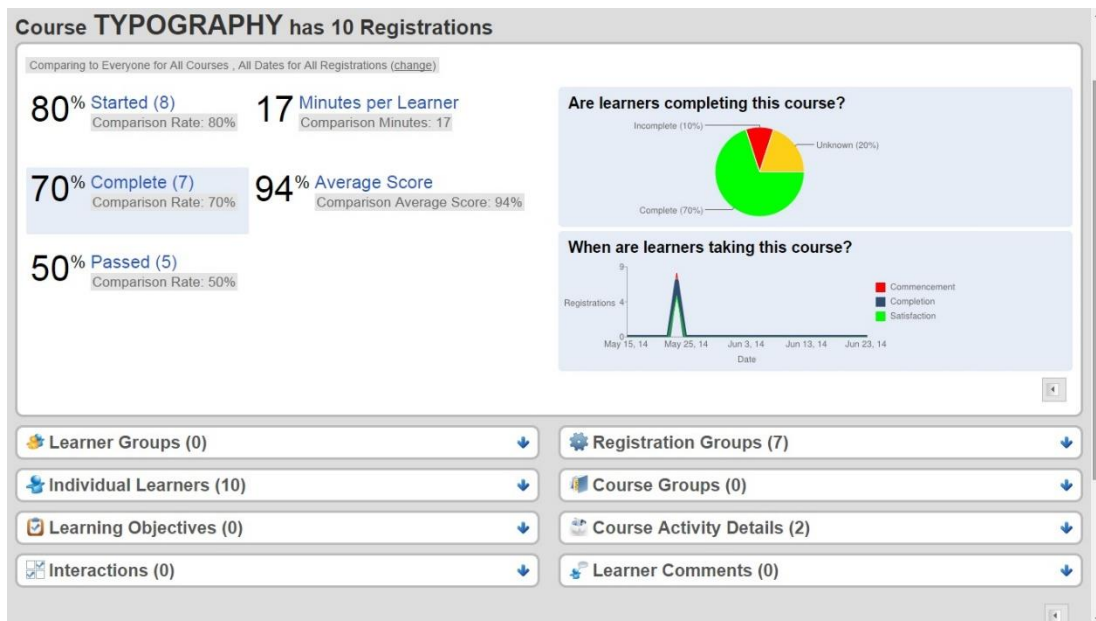 Course TYPOGRAPHY has 10 Registrations
Comparing to Everyone for All Courses , All Dates for All Registrations (change)
80% Started (8)
Comparison Rate: 80%
17 Minutes per Learner
Comparison Minutes: 17
70% Complete (7)
Comparison Rate: 70%
94% Average Score
Comparison Average Score: 94%
50% Passed (5)
Comparison Rate: 50%
Are learners completing this course?
Incomplete (10%)
Unknown (20%)
Complete (70%)
When are learners taking this course?
9
Registrations 4
0
Commencement
Completion
Satisfaction
May 15, 14 May 25, 14 Jun 3, 14 Jun 13, 14 Jun 23, 14
Date
Learner Groups (0)
Registration Groups (7)
Individual Learners (10)
Course Groups (0)
Learning Objectives (0)
Course Activity Details (2)
Interactions (0)
Learner Comments (0)